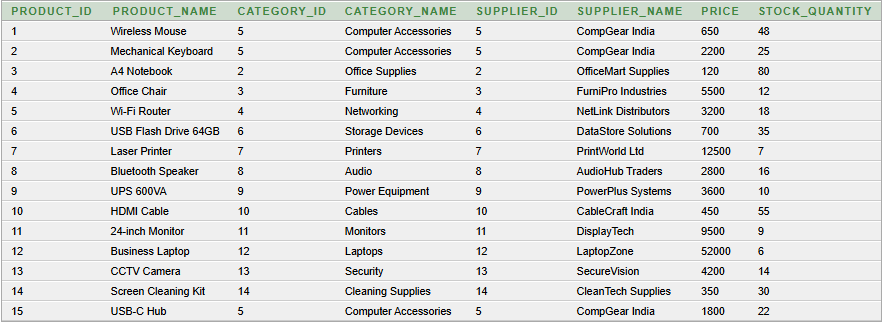 PRODUCT_ID PRODUCT_NAME CATEGORY_ID CATEGORY_NAME SUPPLIER_ID SUPPLIER_NAME PRICE STOCK_QUANTITY
1 Wireless Mouse 5 Computer Accessories 5 CompGear India 650 48
2 Mechanical Keyboard 5 Computer Accessories 5 CompGear India 2200 25
3 A4 Notebook 2 Office Supplies 2 OfficeMart Supplies 120 80
4 Office Chair 3 Furniture 3 FurniPro Industries 5500 12
5 Wi-Fi Router 4 Networking 4 NetLink Distributors 3200 18
6 USB Flash Drive 64GB 6 Storage Devices 6 DataStore Solutions 700 35
7 Laser Printer 7 Printers 7 PrintWorld Ltd 12500 7
8 Bluetooth Speaker 8 Audio 8 AudioHub Traders 2800 16
9 UPS 600VA 9 Power Equipment 9 PowerPlus Systems 3600 10
10 HDMI Cable 10 Cables 10 CableCraft India 450 55
11 24-inch Monitor 11 Monitors 11 DisplayTech 9500 9
12 Business Laptop 12 Laptops 12 LaptopZone 52000 6
13 CCTV Camera 13 Security 13 SecureVision 4200 14
14 Screen Cleaning Kit 14 Cleaning Supplies 14 CleanTech Supplies 350 30
15 USB-C Hub 5 Computer Accessories 5 CompGear India 1800 22